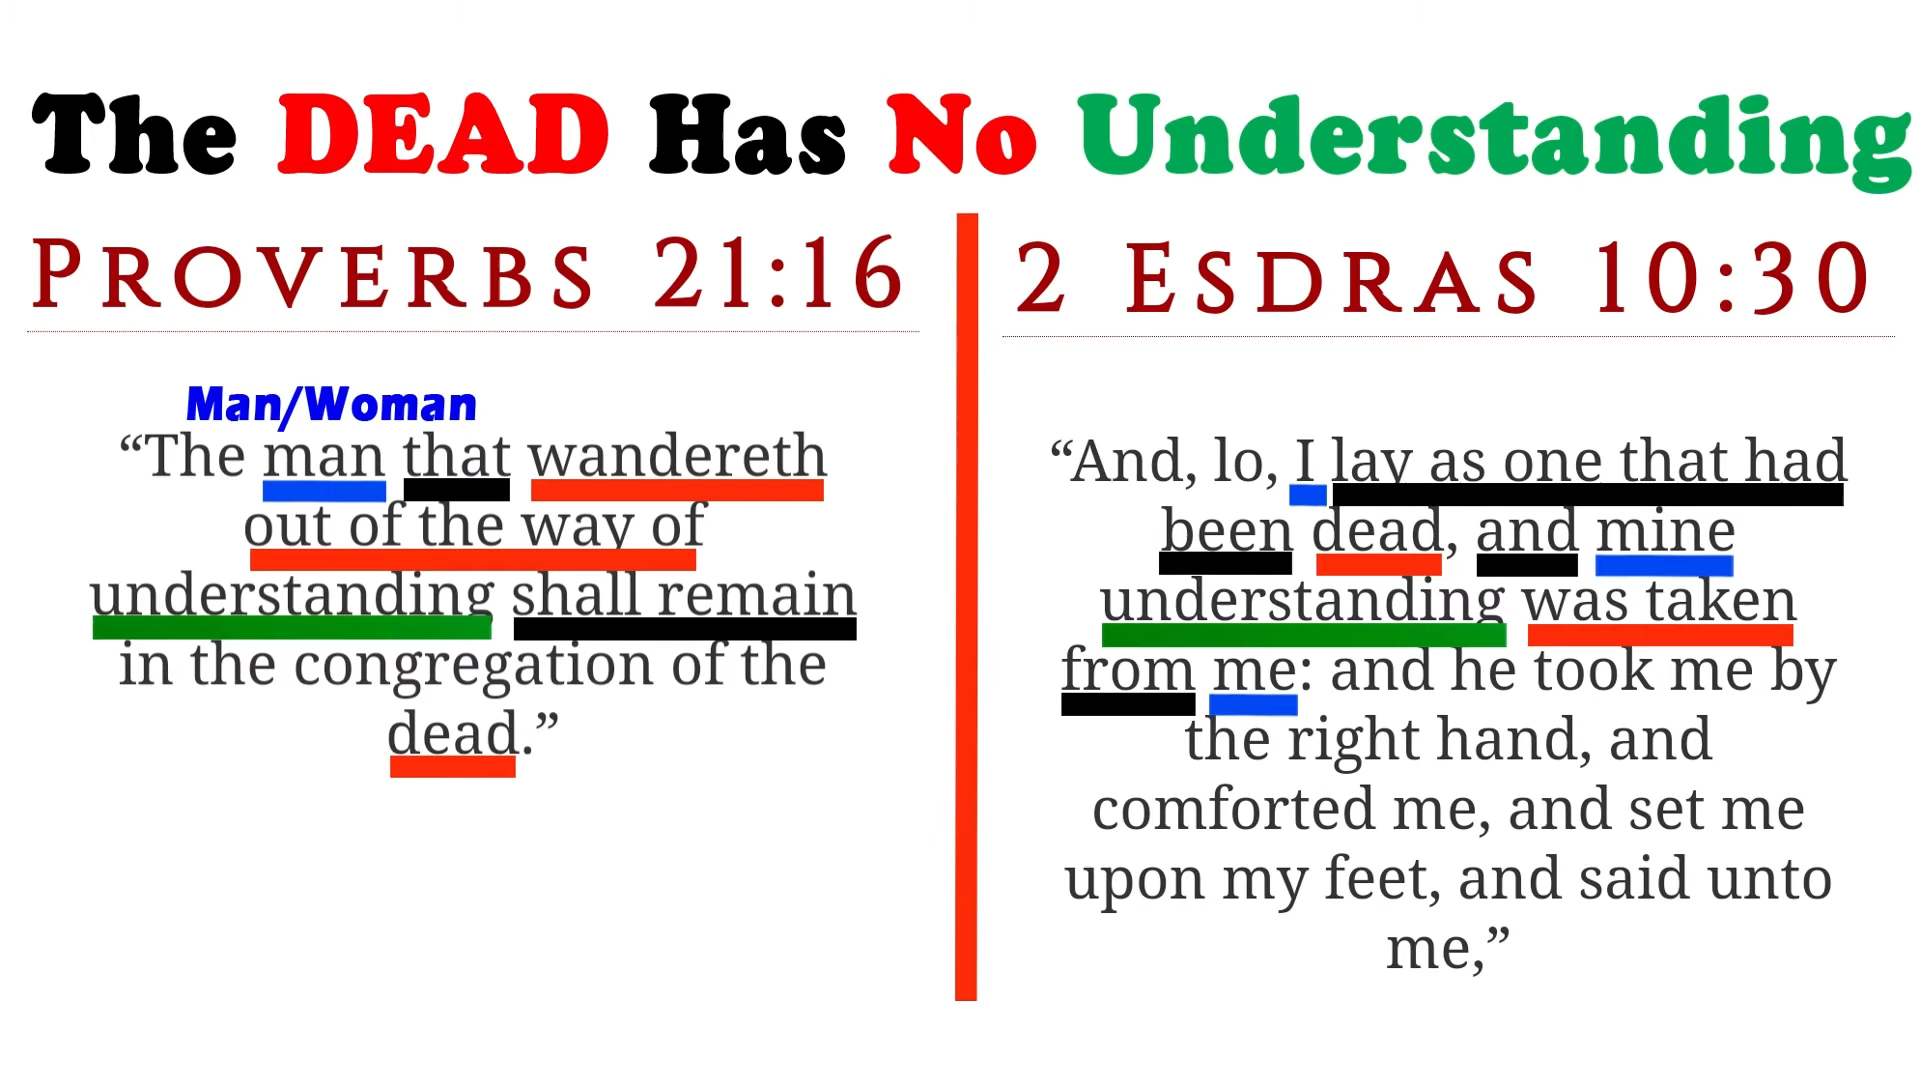 The DEAD Has No Understanding
PROVERBS 21:16
Man/Woman
“The man that wandereth
out of the way of
understanding shall remain
in the congregation of the
dead.”
2 ESDRAS 10:30
“And, lo, I lay as one that had
been dead, and mine
understanding was taken
from me: and he took me by
the right hand, and
comforted me, and set me
upon my feet, and said unto
me,”